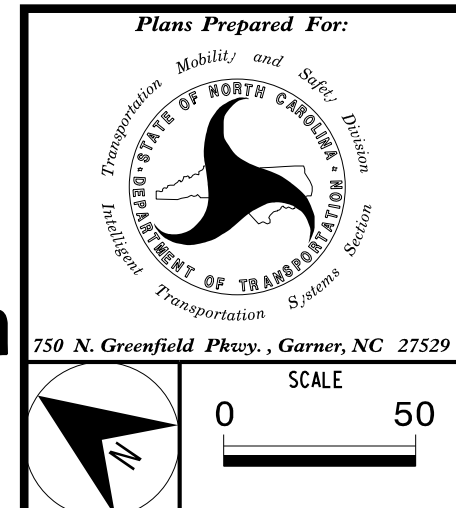 Plans Prepared For:
Transportation Mobility and Safety Division
STATE OF NORTH CAROLINA
DEPARTMENT OF TRANSPORTATION
Intelligent Transportation Systems Section
750 N. Greenfield Pkwy. , Garner, NC 27529
N
SCALE
0 50